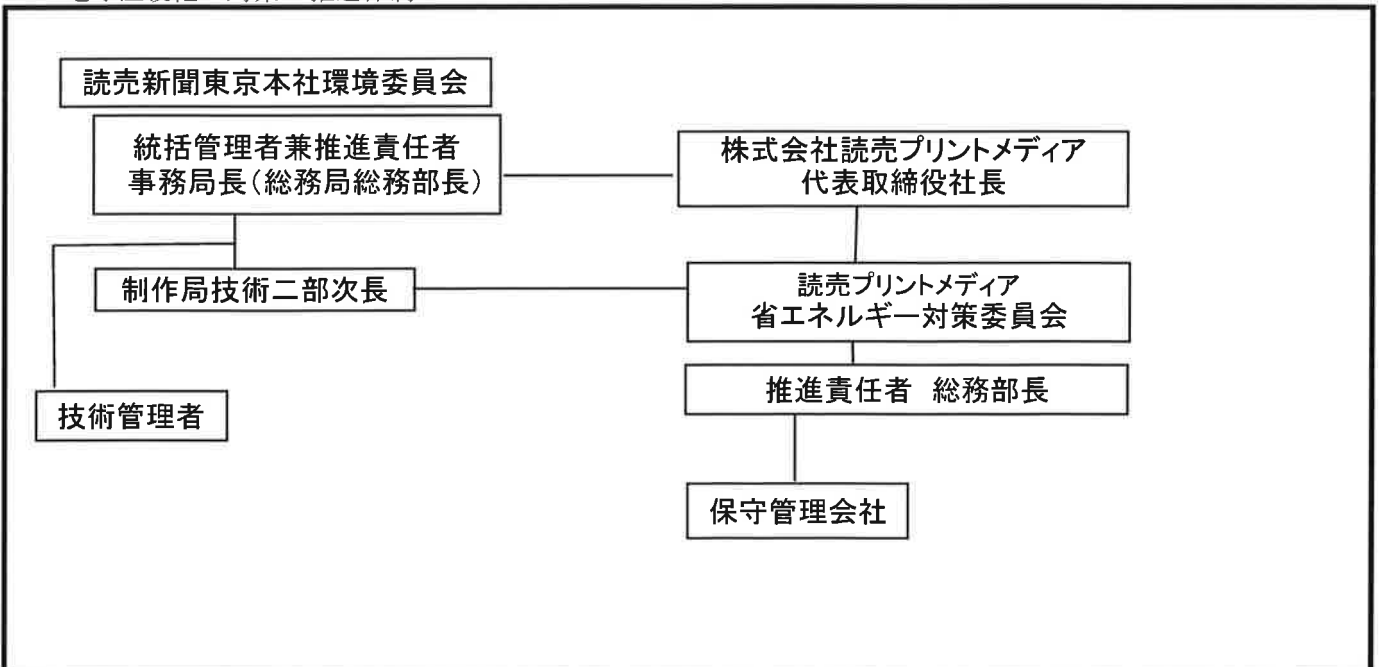 読売新聞東京本社環境委員会
統括管理者兼推進責任者
事務局長(総務局総務部長)
株式会社読売プリントメディア
代表取締役社長
制作局技術二部次長
読売プリントメディア
省エネルギー対策委員会
技術管理者
推進責任者 総務部長
保守管理会社